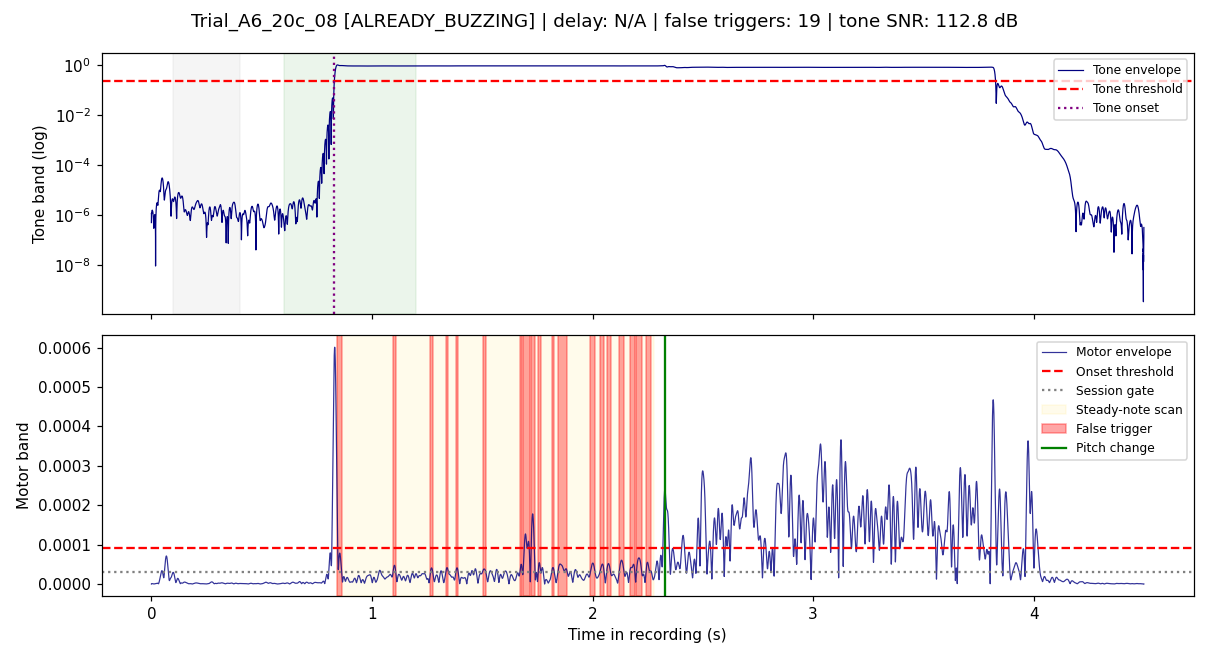 Trial_A6_20c_08 [ALREADY_BUZZING] | delay: N/A | false triggers: 19 | tone SNR: 112.8 dB
Tone band (log)
10⁰
10⁻²
10⁻⁴
10⁻⁶
10⁻⁸
Tone envelope
Tone threshold
Tone onset
Motor band
0.0006
0.0005
0.0004
0.0003
0.0002
0.0001
0.0000
Motor envelope
Onset threshold
Session gate
Steady-note scan
False trigger
Pitch change
0 1 2 3 4
Time in recording (s)